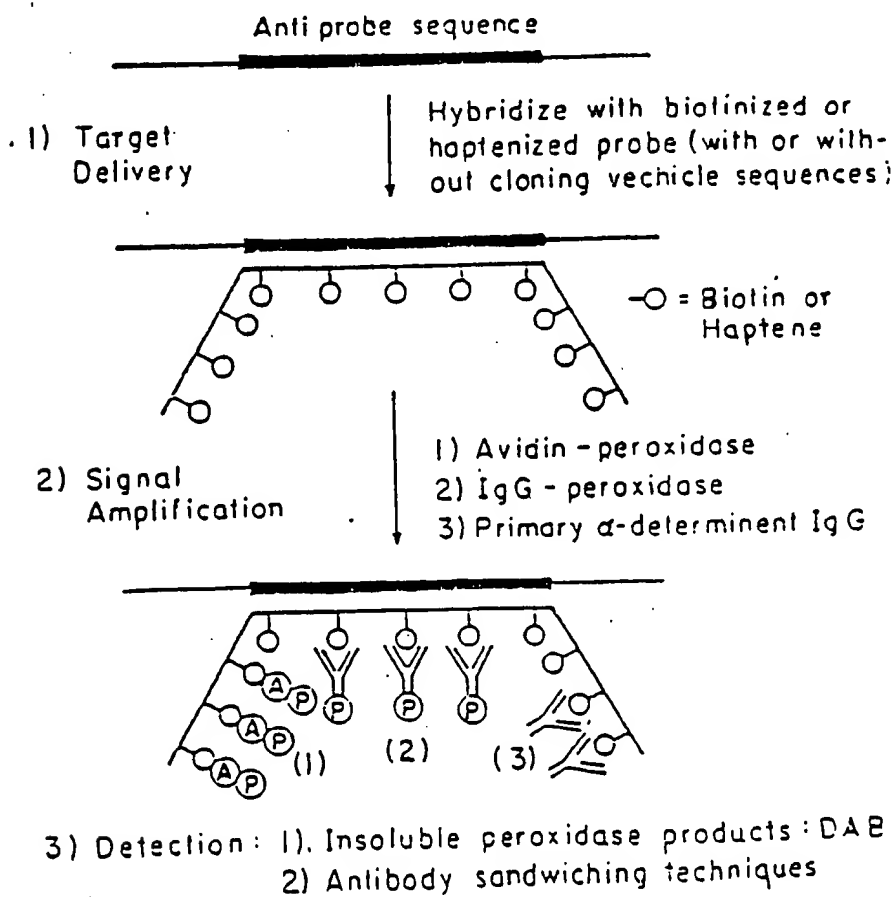 Anti probe sequence
1) Target
Delivery
Hybridize with biotinized or
haptenized probe (with or with-
out cloning vechicle sequences)
-O = Biotin or
Haptene
2) Signal
Amplification
1) Avidin - peroxidase
2) IgG - peroxidase
3) Primary α-determinent IgG
A P
A P
A P
P
P
P
(1)
(2)
(3)
3) Detection: 1). Insoluble peroxidase products : DAB
2) Antibody sandwiching techniques